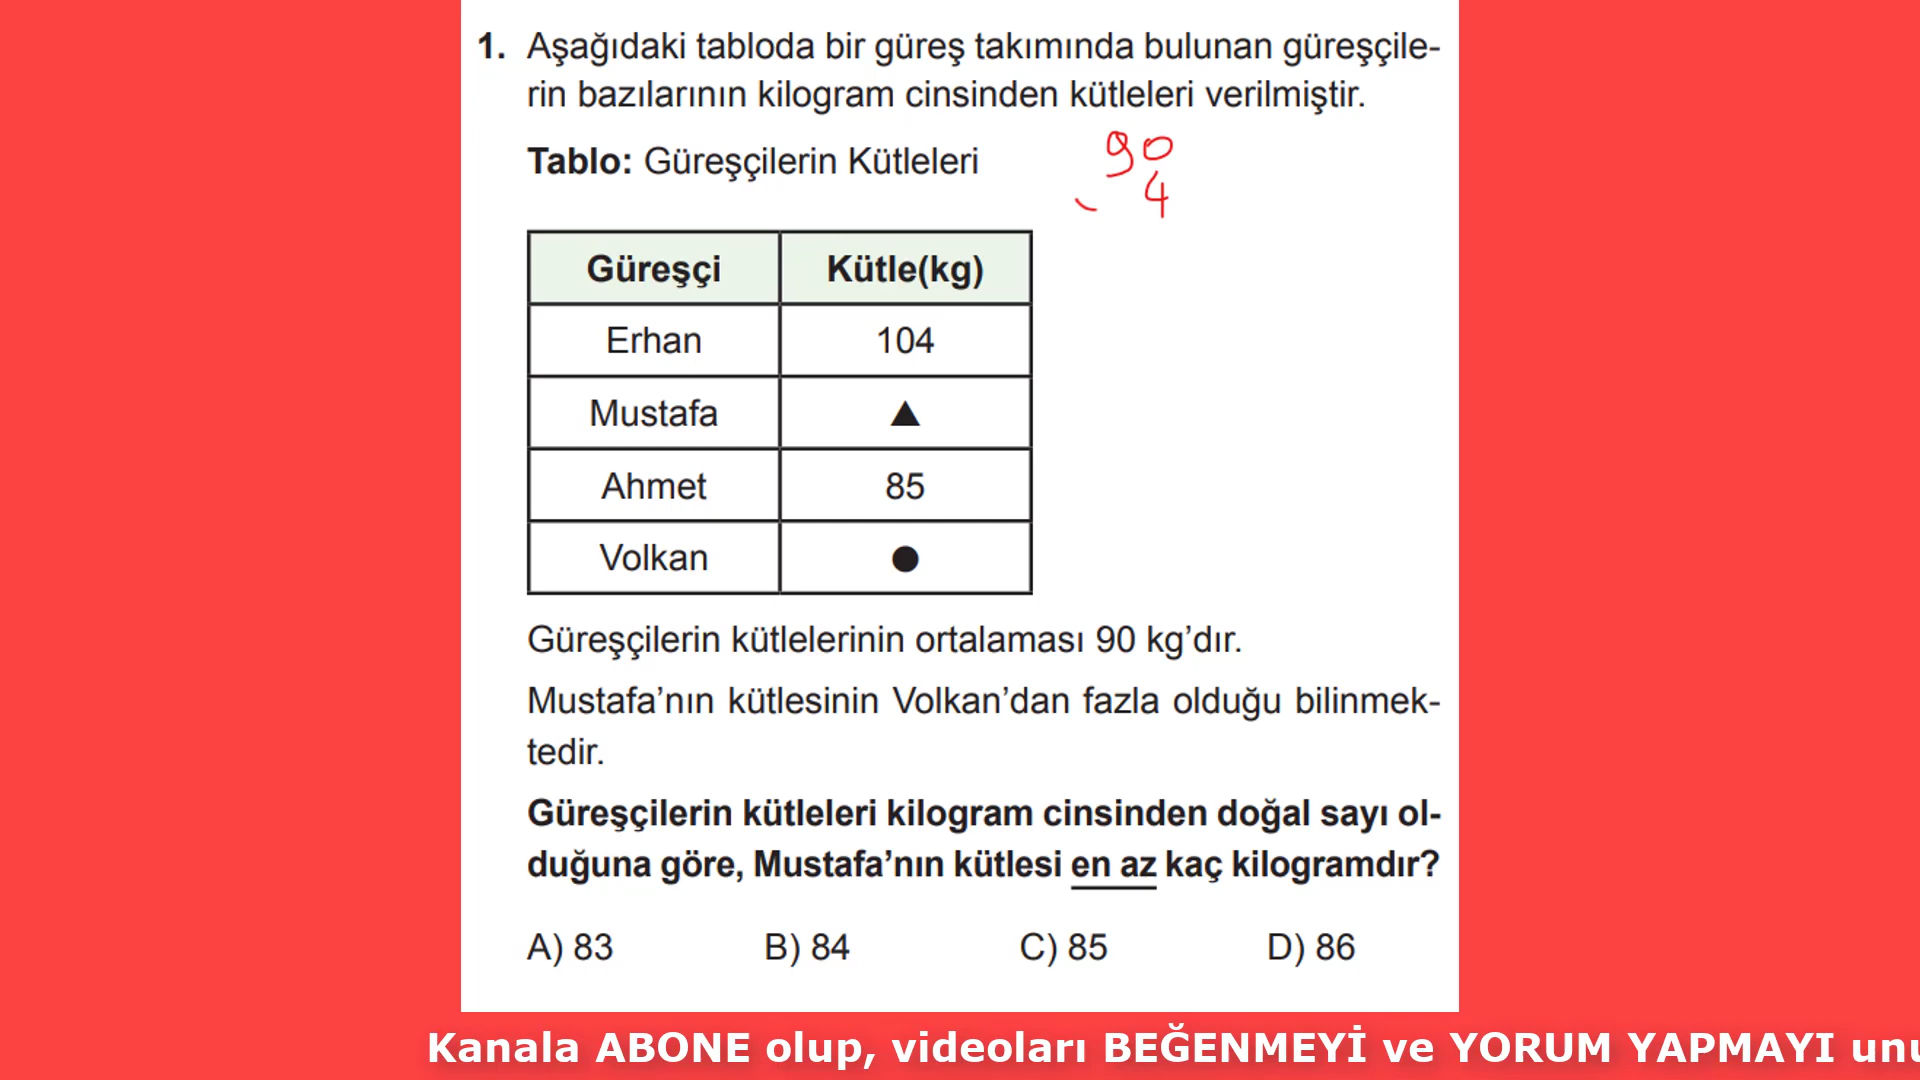 1. Aşağıdaki tabloda bir güreş takımında bulunan güreşçile-
rin bazılarının kilogram cinsinden kütleleri verilmiştir.
Tablo: Güreşçilerin Kütleleri
90
4
Güreşçi Kütle(kg)
Erhan 104
Mustafa ▲
Ahmet 85
Volkan ●
Güreşçilerin kütlelerinin ortalaması 90 kg’dır.
Mustafa’nın kütlesinin Volkan’dan fazla olduğu bilinmek-
tedir.
Güreşçilerin kütleleri kilogram cinsinden doğal sayı ol-
duğuna göre, Mustafa’nın kütlesi en az kaç kilogramdır?
A) 83 B) 84 C) 85 D) 86
Kanala ABONE olup, videoları BEĞENMEYİ ve YORUM YAPMAYI